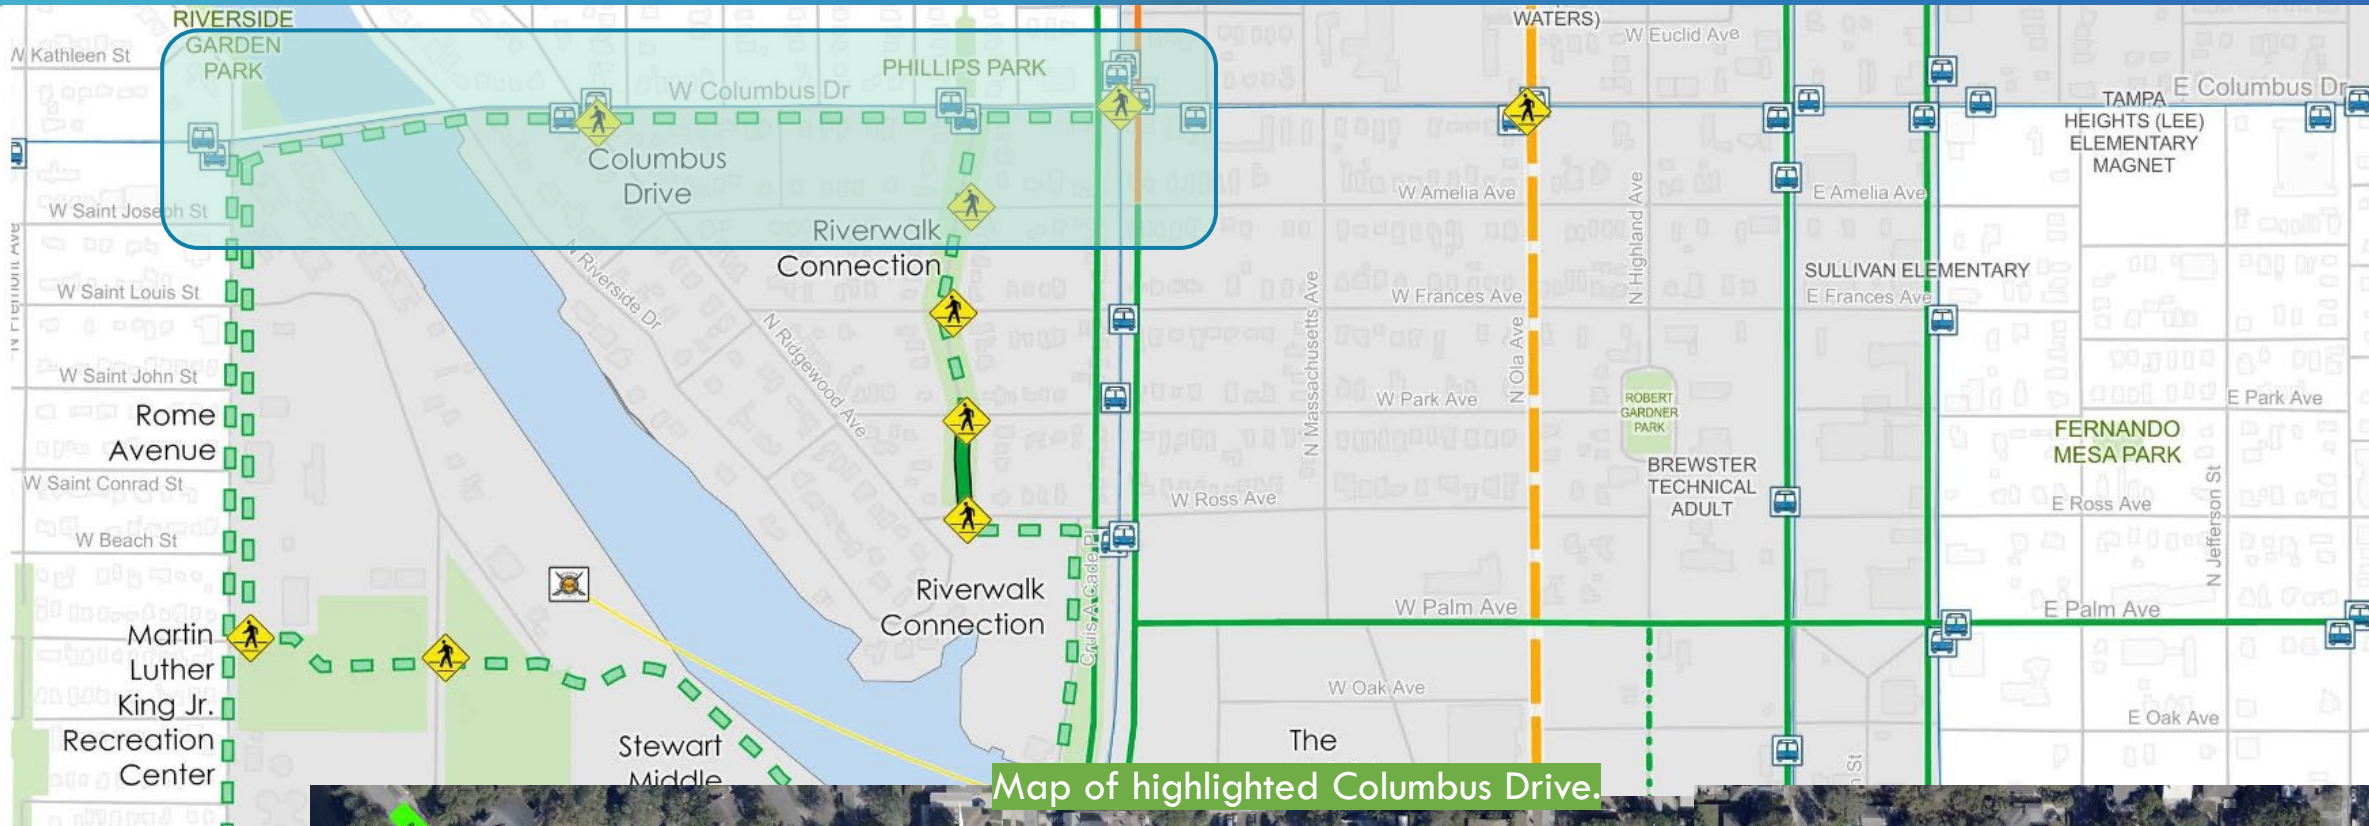 RIVERSIDE
GARDEN
PARK
W Kathleen St
W Columbus Dr
PHILLIPS PARK
WATERS)
W Euclid Ave
E Columbus Dr
TAMPA
HEIGHTS (LEE)
ELEMENTARY
MAGNET
Columbus
Drive
W Saint Joseph St
W Amelia Ave
N Highland Ave
E Amelia Ave
Riverwalk
Connection
N Riverside Dr
W Saint Louis St
W Frances Ave
SULLIVAN ELEMENTARY
E Frances Ave
N Ridgewood Ave
N Massachusetts Ave
N Ola Ave
W Saint John St
W Park Ave
ROBERT
GARDNER
PARK
E Park Ave
Rome
Avenue
FERNANDO
MESA PARK
BREWSTER
TECHNICAL
ADULT
W Saint Conrad St
W Ross Ave
E Ross Ave
N Jefferson St
W Beach St
Riverwalk
Connection
W Palm Ave
E Palm Ave
Martin
Luther
King Jr.
Recreation
Center
W Oak Ave
E Oak Ave
Stewart
Middle
The
Map of highlighted Columbus Drive.